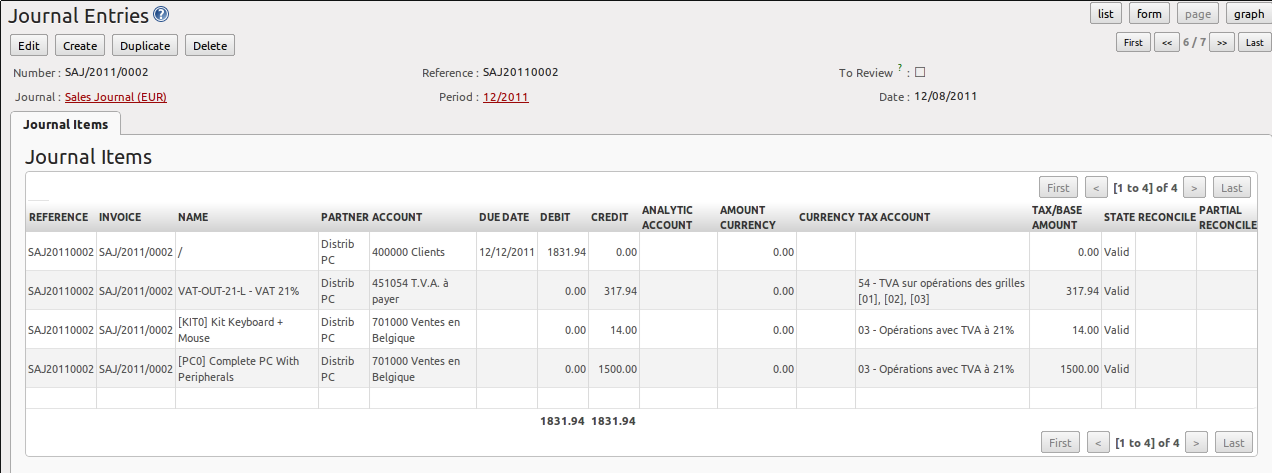 Journal Entries ?
list form page graph
Edit Create Duplicate Delete
First << 6 / 7 >> Last
Number : SAJ/2011/0002 Reference : SAJ20110002 To Review ? :
Journal : Sales Journal (EUR) Period : 12/2011 Date : 12/08/2011
Journal Items
Journal Items
First < [1 to 4] of 4 > Last
REFERENCE INVOICE NAME PARTNER ACCOUNT DUE DATE DEBIT CREDIT ANALYTIC ACCOUNT AMOUNT CURRENCY CURRENCY TAX ACCOUNT TAX/BASE AMOUNT STATE RECONCILE PARTIAL RECONCILE
SAJ20110002 SAJ/2011/0002 / Distrib PC 400000 Clients 12/12/2011 1831.94 0.00 0.00 0.00 Valid
SAJ20110002 SAJ/2011/0002 VAT-OUT-21-L - VAT 21% Distrib PC 451054 T.V.A. à payer 0.00 317.94 0.00 54 - TVA sur opérations des grilles [01], [02], [03] 317.94 Valid
SAJ20110002 SAJ/2011/0002 [KIT0] Kit Keyboard + Mouse Distrib PC 701000 Ventes en Belgique 0.00 14.00 0.00 03 - Opérations avec TVA à 21% 14.00 Valid
SAJ20110002 SAJ/2011/0002 [PC0] Complete PC With Peripherals Distrib PC 701000 Ventes en Belgique 0.00 1500.00 0.00 03 - Opérations avec TVA à 21% 1500.00 Valid
1831.94 1831.94
First < [1 to 4] of 4 > Last